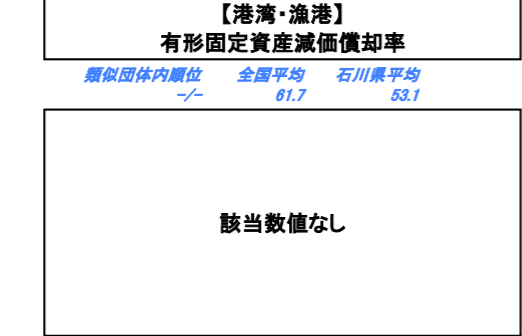 【港湾・漁港】
有形固定資産減価償却率
類似団体内順位 全国平均 石川県平均
-/- 61.7 53.1
該当数値なし